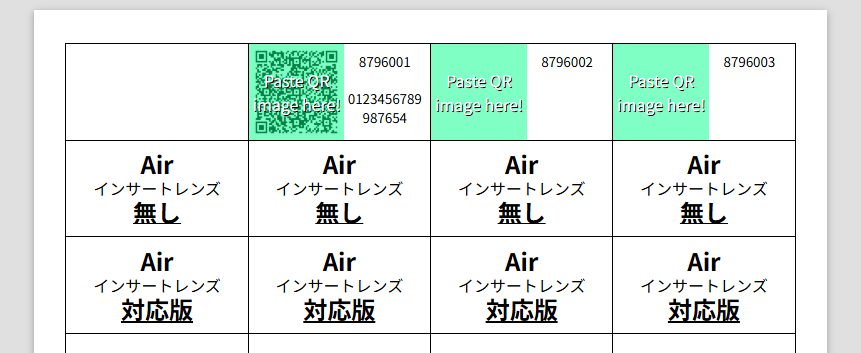 Paste QR
image here!
8796001
0123456789
987654
Paste QR
image here!
8796002
Paste QR
image here!
8796003
Air
インサートレンズ
無し
Air
インサートレンズ
無し
Air
インサートレンズ
無し
Air
インサートレンズ
無し
Air
インサートレンズ
対応版
Air
インサートレンズ
対応版
Air
インサートレンズ
対応版
Air
インサートレンズ
対応版